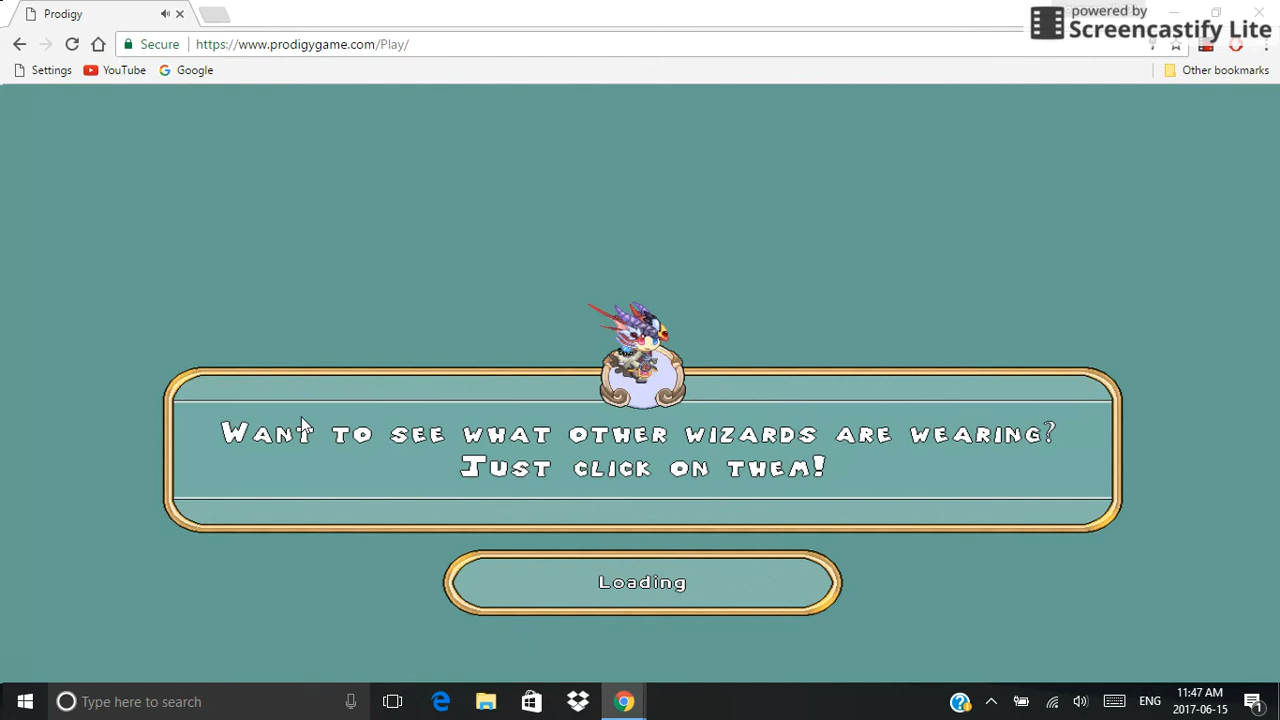 Prodigy
powered by
Screencastify Lite
Secure
https://www.prodigygame.com/Play/
Settings
YouTube
Google
Other bookmarks
Want to see what other wizards are wearing?
Just click on them!
Loading
Type here to search
ENG
11:47 AM
2017-06-15
1